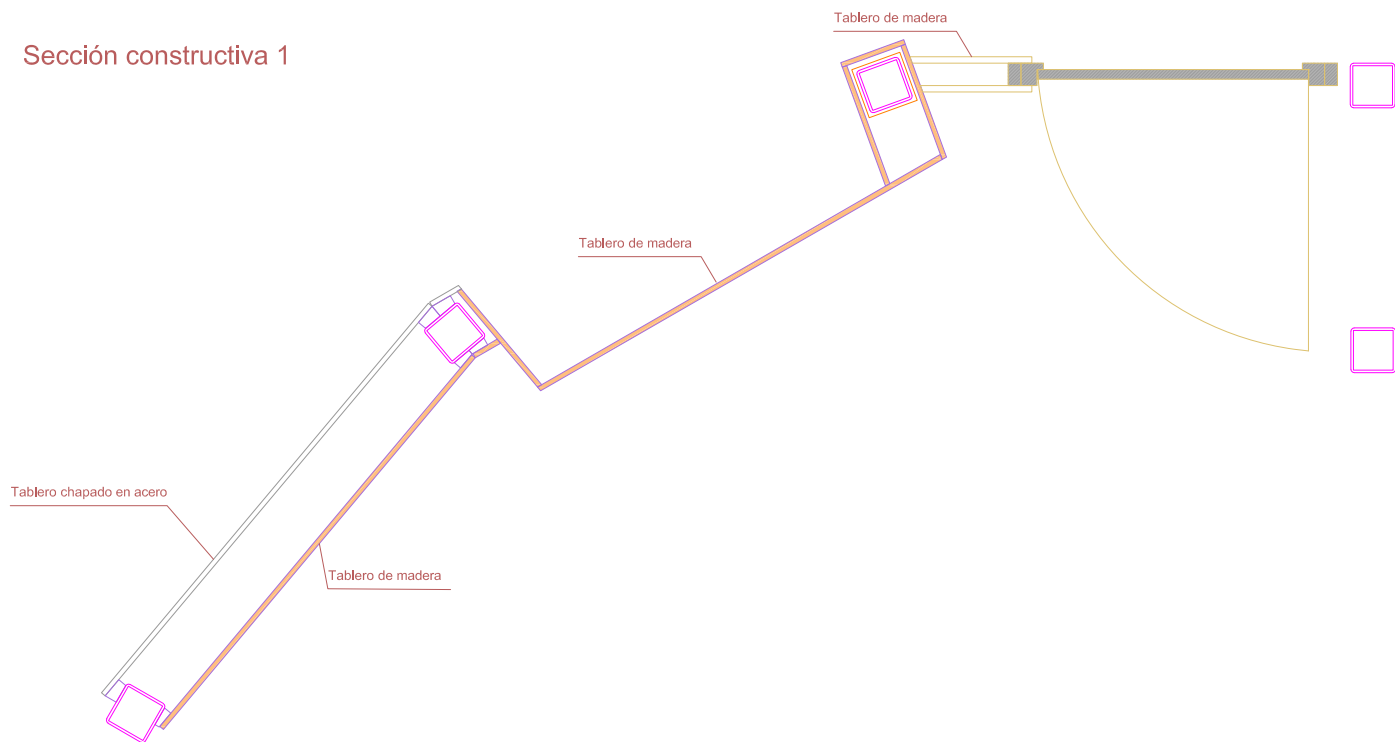 Tablero de madera
Sección constructiva 1
Tablero de madera
Tablero chapado en acero
Tablero de madera